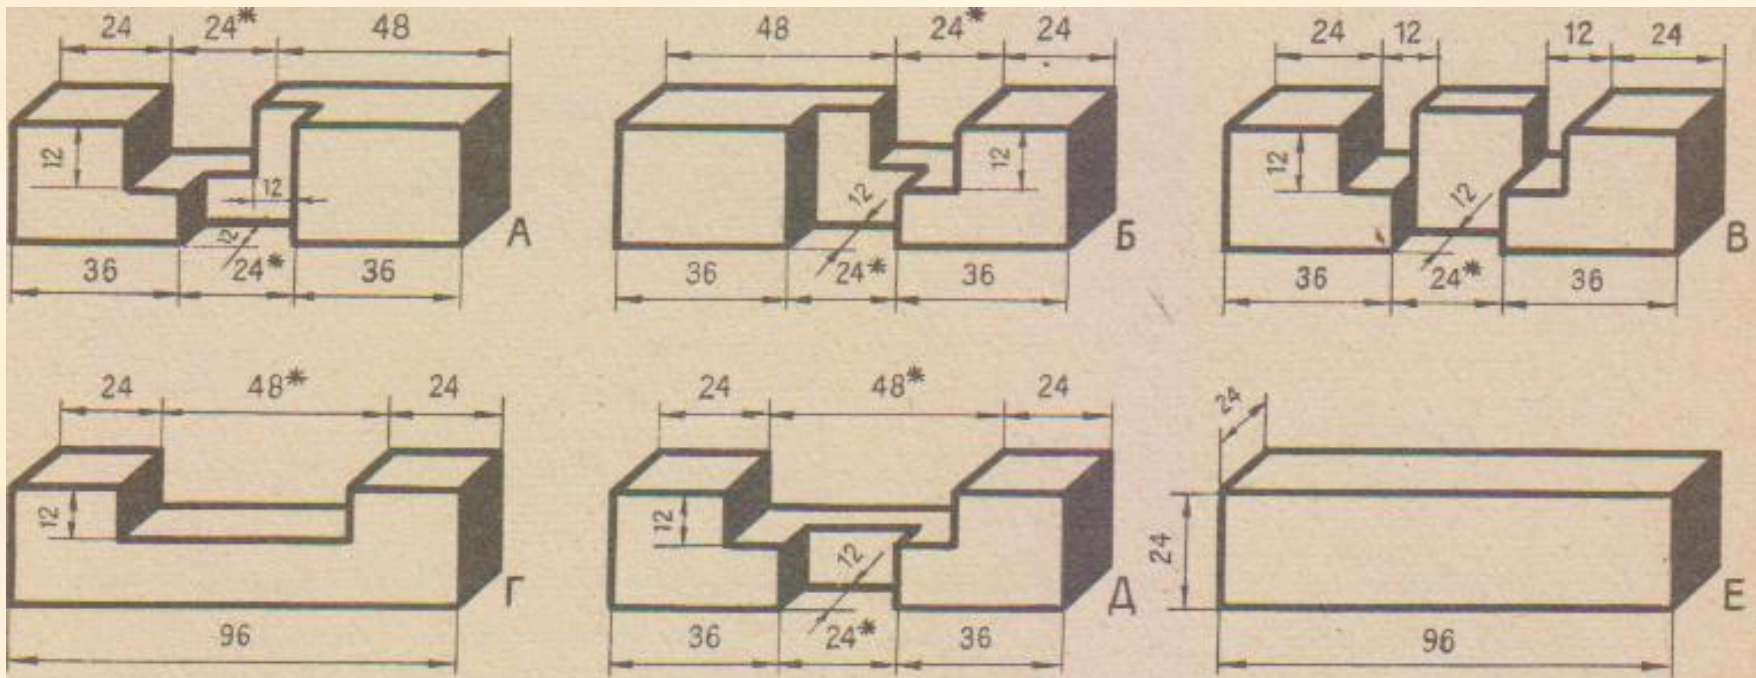 24 24* 48 48 24* 24 24 12 12 24
12 12 12 А 12 12 Б 12 12 В
36 24* 36 36 24* 36 36 24* 36
24 48* 24 24 48* 24 24
12 Г 12 12 Д 24 Е
96 36 24* 36 96